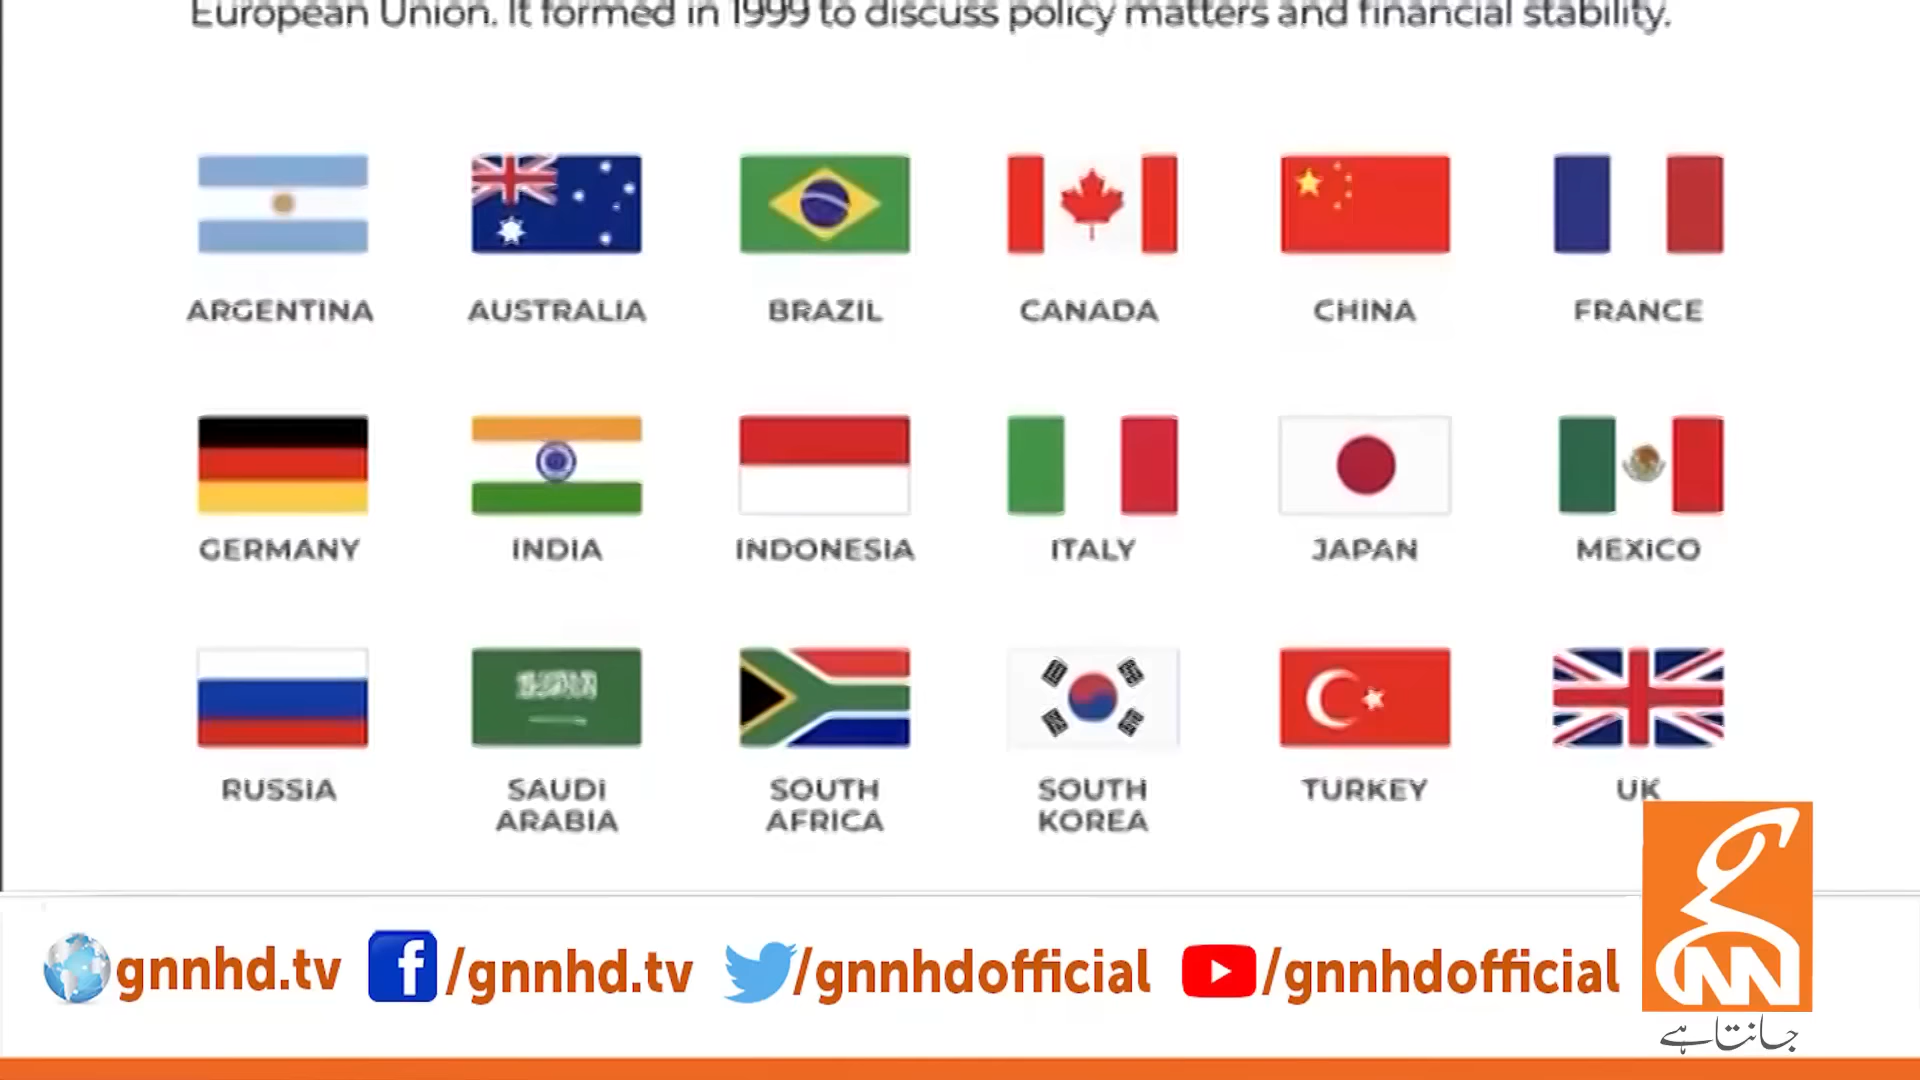 European Union. It formed in 1999 to discuss policy matters and financial stability.
ARGENTINA AUSTRALIA BRAZIL CANADA CHINA FRANCE
GERMANY INDIA INDONESIA ITALY JAPAN MEXICO
RUSSIA SAUDI ARABIA SOUTH AFRICA SOUTH KOREA TURKEY UK
gnnhd.tv f/gnnhd.tv /gnnhdofficial /gnnhdofficial
GNN
جانتا ہے